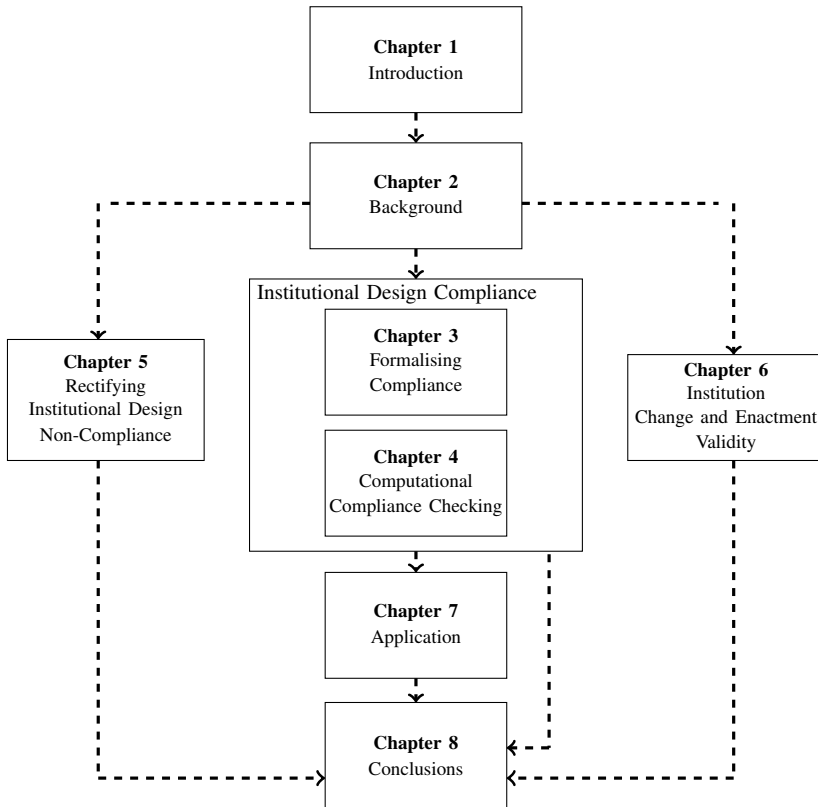 Chapter 1
Introduction
Chapter 2
Background
Institutional Design Compliance
Chapter 3
Formalising
Compliance
Chapter 4
Computational
Compliance Checking
Chapter 5
Rectifying
Institutional Design
Non-Compliance
Chapter 6
Institution
Change and Enactment
Validity
Chapter 7
Application
Chapter 8
Conclusions